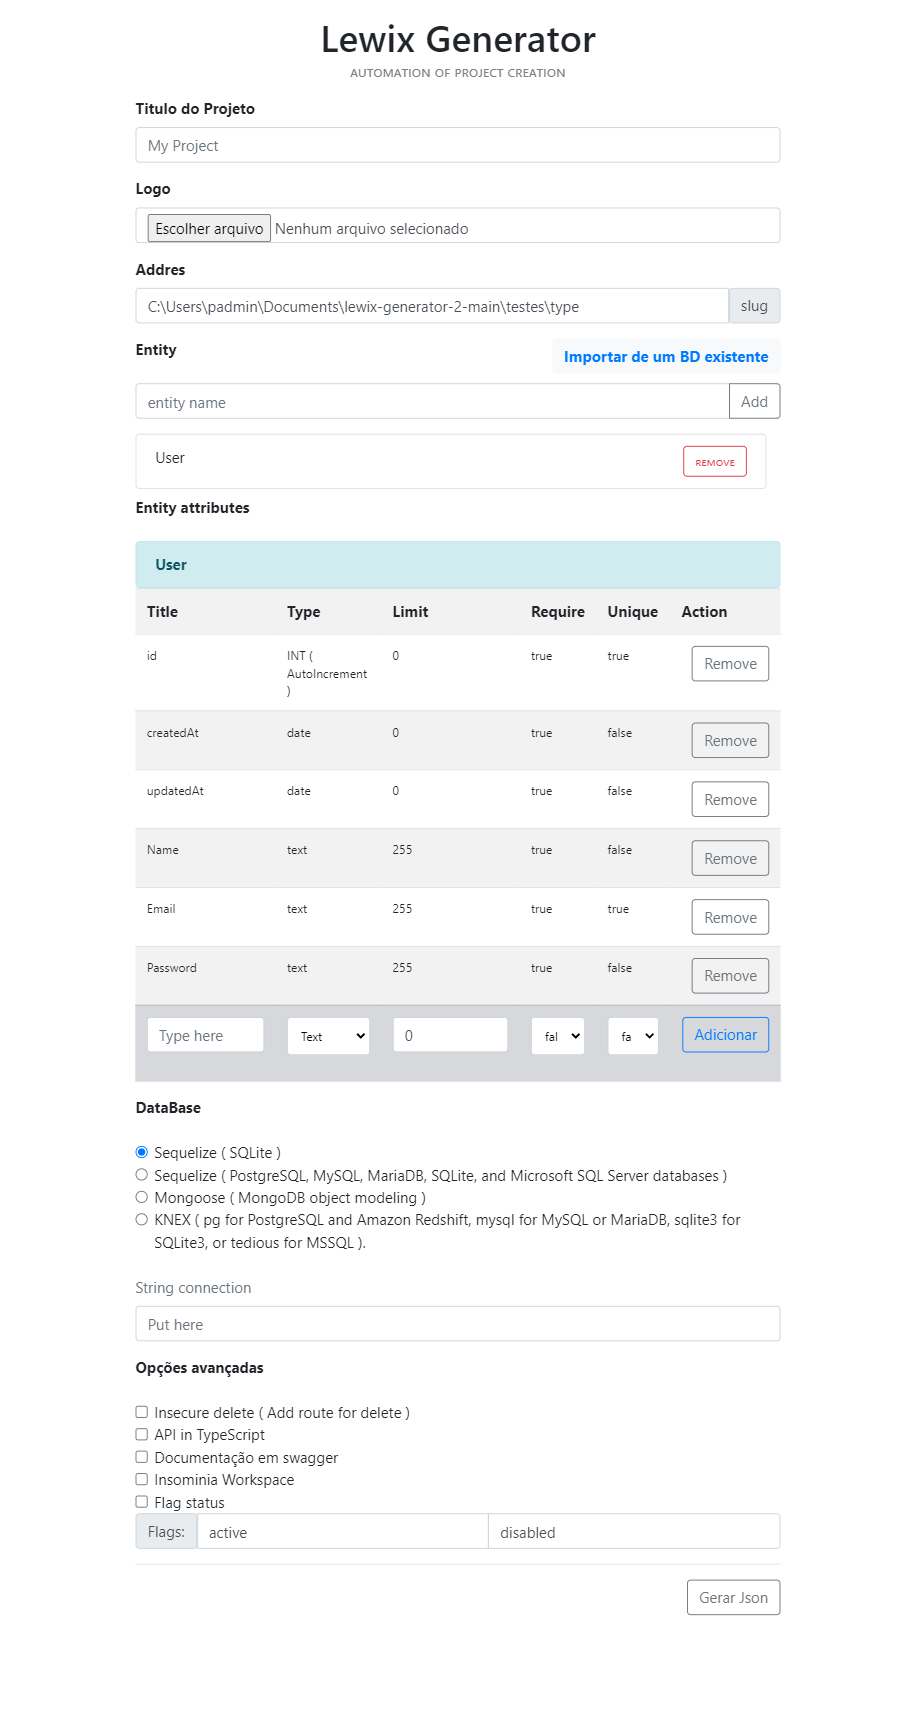 Lewix Generator
AUTOMATION OF PROJECT CREATION
Titulo do Projeto
My Project
Logo
Escolher arquivo Nenhum arquivo selecionado
Addres
C:\Users\padmin\Documents\lewix-generator-2-main\testes\type slug
Entity Importar de um BD existente
entity name Add
User REMOVE
Entity attributes
User
Title Type Limit Require Unique Action
id INT ( AutoIncrement ) 0 true true Remove
createdAt date 0 true false Remove
updatedAt date 0 true false Remove
Name text 255 true false Remove
Email text 255 true true Remove
Password text 255 true false Remove
Type here Text 0 fal fa Adicionar
DataBase
Sequelize ( SQLite )
Sequelize ( PostgreSQL, MySQL, MariaDB, SQLite, and Microsoft SQL Server databases )
Mongoose ( MongoDB object modeling )
KNEX ( pg for PostgreSQL and Amazon Redshift, mysql for MySQL or MariaDB, sqlite3 for
SQLite3, or tedious for MSSQL ).
String connection
Put here
Opções avançadas
Insecure delete ( Add route for delete )
API in TypeScript
Documentação em swagger
Insominia Workspace
Flag status
Flags: active disabled
Gerar Json